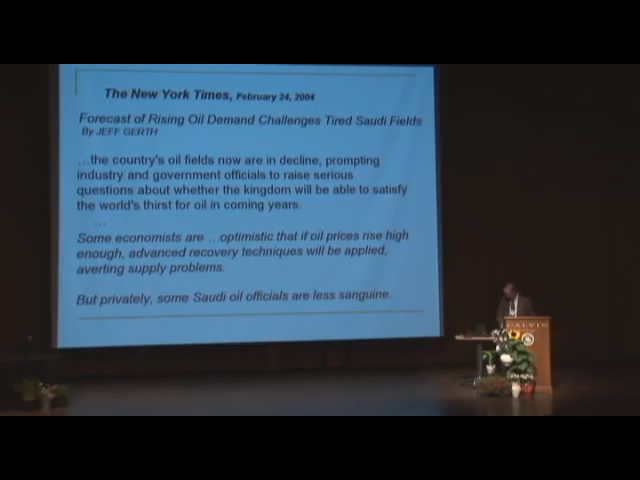 The New York Times, February 24, 2004
Forecast of Rising Oil Demand Challenges Tired Saudi Fields
By JEFF GERTH
…the country's oil fields now are in decline, prompting
industry and government officials to raise serious
questions about whether the kingdom will be able to satisfy
the world's thirst for oil in coming years.
…
Some economists are …optimistic that if oil prices rise high
enough, advanced recovery techniques will be applied,
averting supply problems.
But privately, some Saudi oil officials are less sanguine.
CALVIN